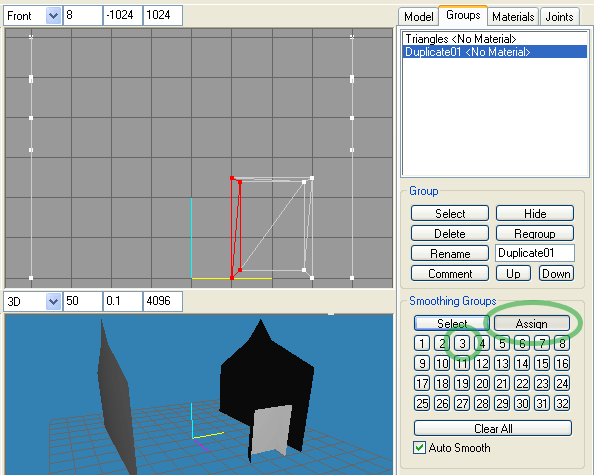 Front 8 -1024 1024
Model Groups Materials Joints
Triangles <No Material>
Duplicate01 <No Material>
Group
Select Hide
Delete Regroup
Rename Duplicate01
Comment Up Down
3D 50 0.1 4096
Smoothing Groups
Select Assign
1 2 3 4 5 6 7 8
9 10 11 12 13 14 15 16
17 18 19 20 21 22 23 24
25 26 27 28 29 30 31 32
Clear All
Auto Smooth